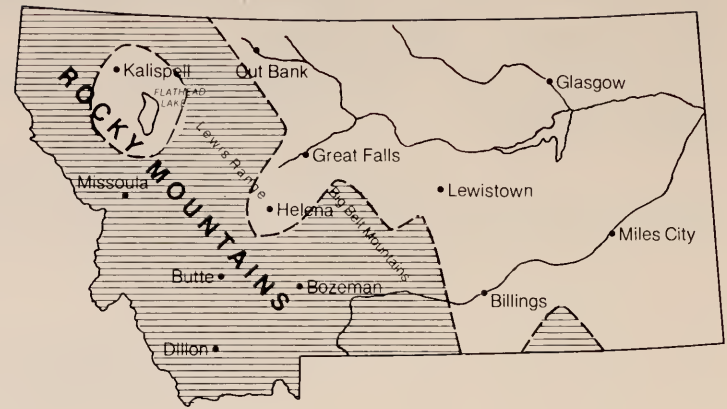 Kalispell
FLATHEAD
LAKE
Cut Bank
Glasgow
ROCKY MOUNTAINS
Lewis Range
Great Falls
Missoula
Lewistown
Helena
Big Belt Mountains
Miles City
Butte
Bozeman
Billings
Dillon